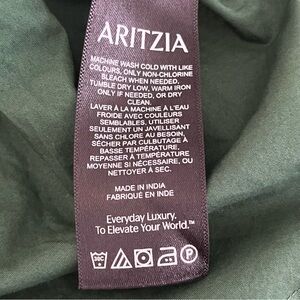 ARITZIA
MACHINE WASH COLD WITH LIKE
COLOURS, ONLY NON-CHLORINE
BLEACH WHEN NEEDED,
TUMBLE DRY LOW, WARM IRON
ONLY IF NEEDED, OR DRY
CLEAN.
LAVER À LA MACHINE À L'EAU
FROIDE AVEC COULEURS
SEMBLABLES, UTILISER
SEULEMENT UN JAVELLISANT
SANS CHLORE AU BESOIN,
SÉCHER PAR CULBUTAGE À
BASSE TEMPÉRATURE,
REPASSER À TEMPÉRATURE
MOYENNE SI NÉCESSAIRE, OU
NETTOYER À SEC.
MADE IN INDIA
FABRIQUÉ EN INDE
Everyday Luxury.
To Elevate Your World.™
P